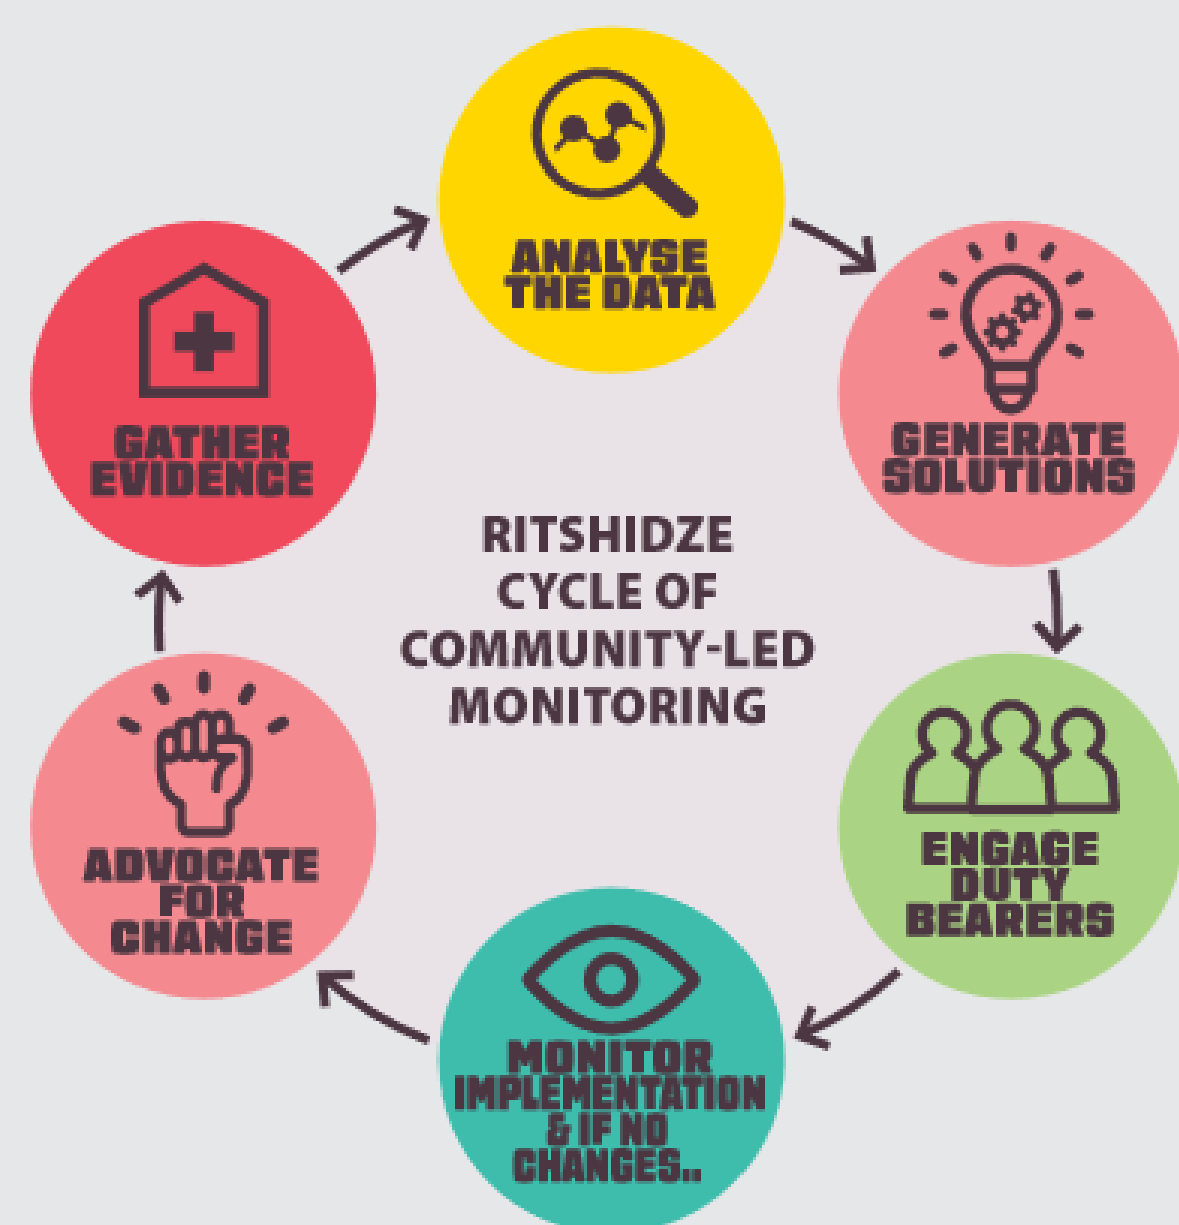 ANALYSE
THE DATA
GENERATE
SOLUTIONS
ENGAGE
DUTY
BEARERS
MONITOR
IMPLEMENTATION
& IF NO
CHANGES..
ADVOCATE
FOR
CHANGE
GATHER
EVIDENCE
RITSHIDZE
CYCLE OF
COMMUNITY-LED
MONITORING